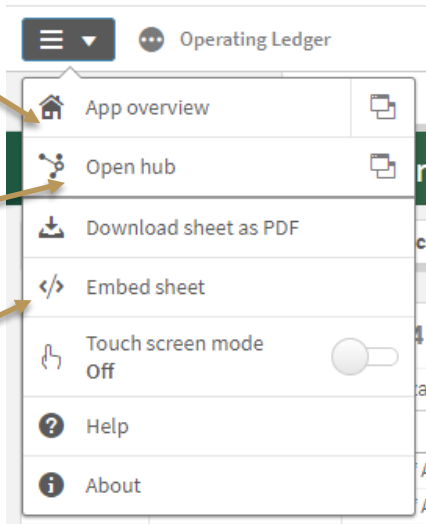 Operating Ledger
App overview
Open hub
Download sheet as PDF
Embed sheet
Touch screen mode
Off
Help
About